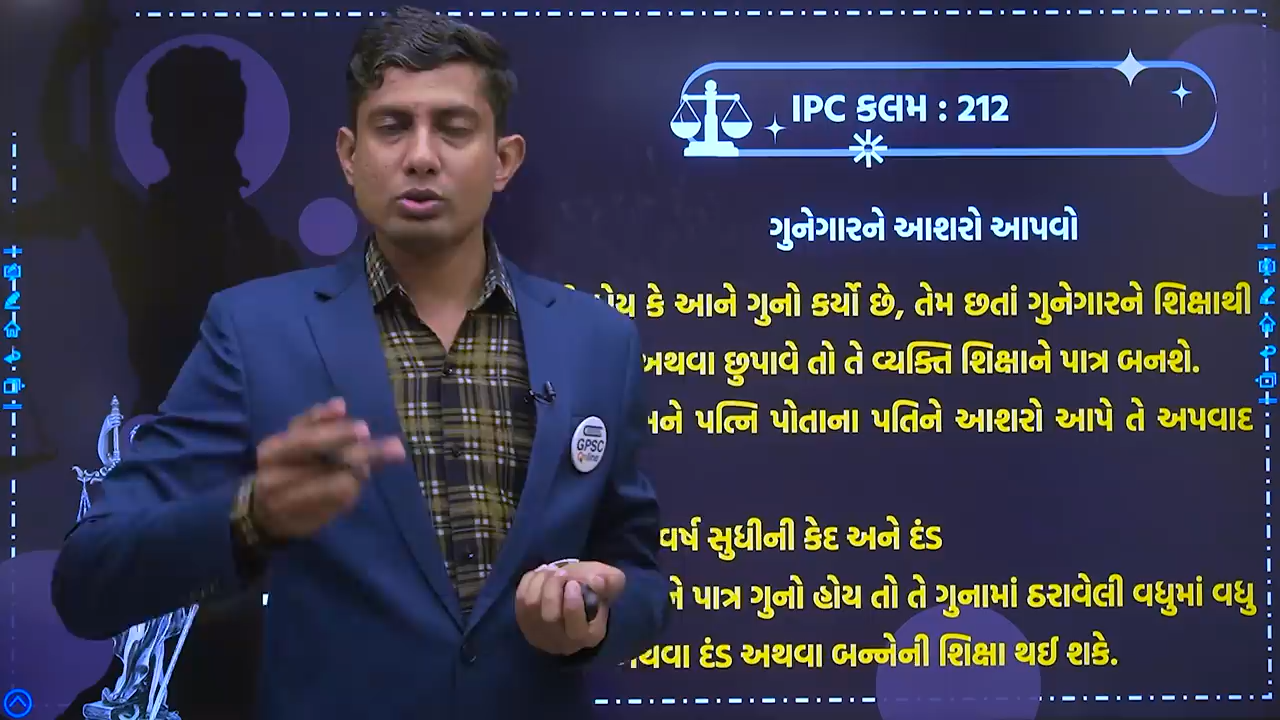 IPC કલમ : 212
ગુનેગારને આશરો આપવો
કે આને ગુનો કર્યો છે, તેમ છતાં ગુનેગારને શિક્ષાથી
અથવા છુપાવે તો તે વ્યક્તિ શિક્ષાને પાત્ર બનશે.
પત્નિ પોતાના પતિને આશરો આપે તે અપવાદ
GPSC
Online
વર્ષ સુધીની કેદ અને દંડ
પાત્ર ગુનો હોય તો તે ગુનામાં ઠરાવેલી વધુમાં વધુ
દંડ અથવા બન્નેની શિક્ષા થઈ શકે.